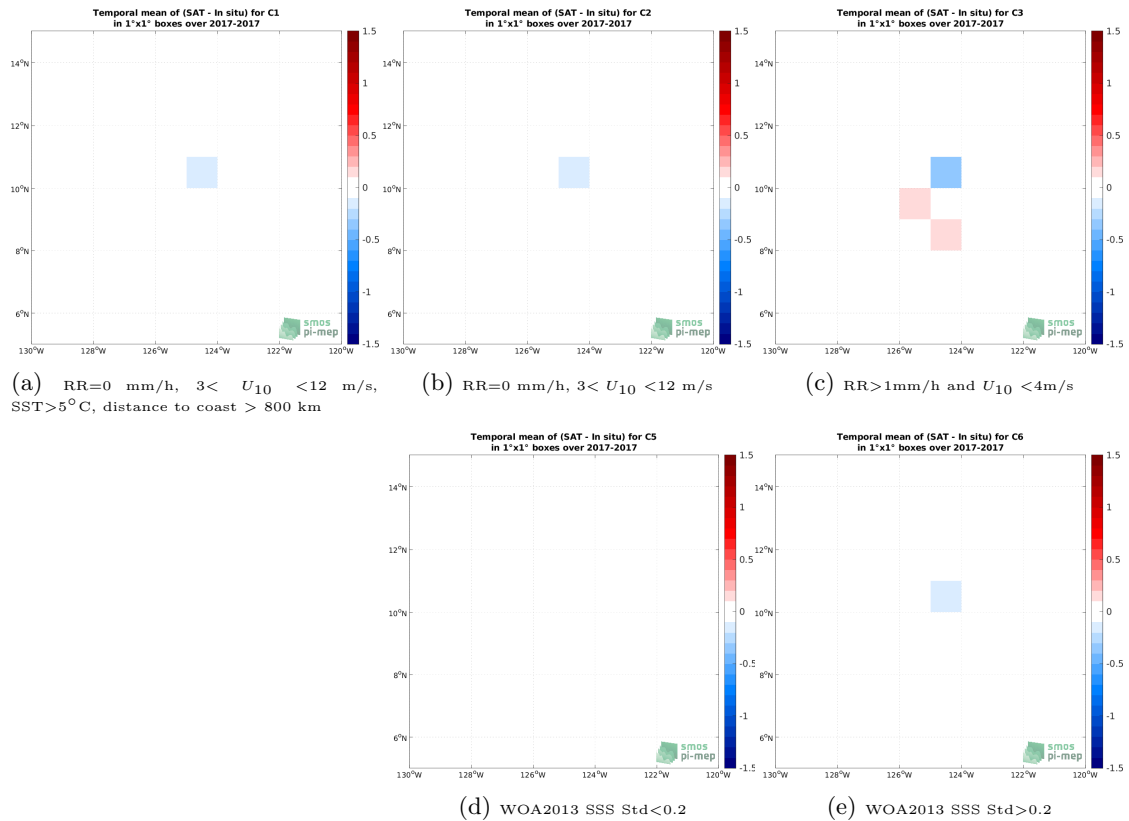 Temporal mean of (SAT - In situ) for C1
in 1°x1° boxes over 2017-2017
14°N
12°N
10°N
8°N
6°N
130°W 128°W 126°W 124°W 122°W 120°W
1.5
1
0.5
0
-0.5
-1
-1.5
smos
pi-mep
(a) RR=0 mm/h, 3< U10 <12 m/s,
SST>5°C, distance to coast > 800 km
Temporal mean of (SAT - In situ) for C2
in 1°x1° boxes over 2017-2017
14°N
12°N
10°N
8°N
6°N
130°W 128°W 126°W 124°W 122°W 120°W
1.5
1
0.5
0
-0.5
-1
-1.5
smos
pi-mep
(b) RR=0 mm/h, 3< U10 <12 m/s
Temporal mean of (SAT - In situ) for C3
in 1°x1° boxes over 2017-2017
14°N
12°N
10°N
8°N
6°N
130°W 128°W 126°W 124°W 122°W 120°W
1.5
1
0.5
0
-0.5
-1
-1.5
smos
pi-mep
(c) RR>1mm/h and U10 <4m/s
Temporal mean of (SAT - In situ) for C5
in 1°x1° boxes over 2017-2017
14°N
12°N
10°N
8°N
6°N
130°W 128°W 126°W 124°W 122°W 120°W
1.5
1
0.5
0
-0.5
-1
-1.5
smos
pi-mep
(d) WOA2013 SSS Std<0.2
Temporal mean of (SAT - In situ) for C6
in 1°x1° boxes over 2017-2017
14°N
12°N
10°N
8°N
6°N
130°W 128°W 126°W 124°W 122°W 120°W
1.5
1
0.5
0
-0.5
-1
-1.5
smos
pi-mep
(e) WOA2013 SSS Std>0.2